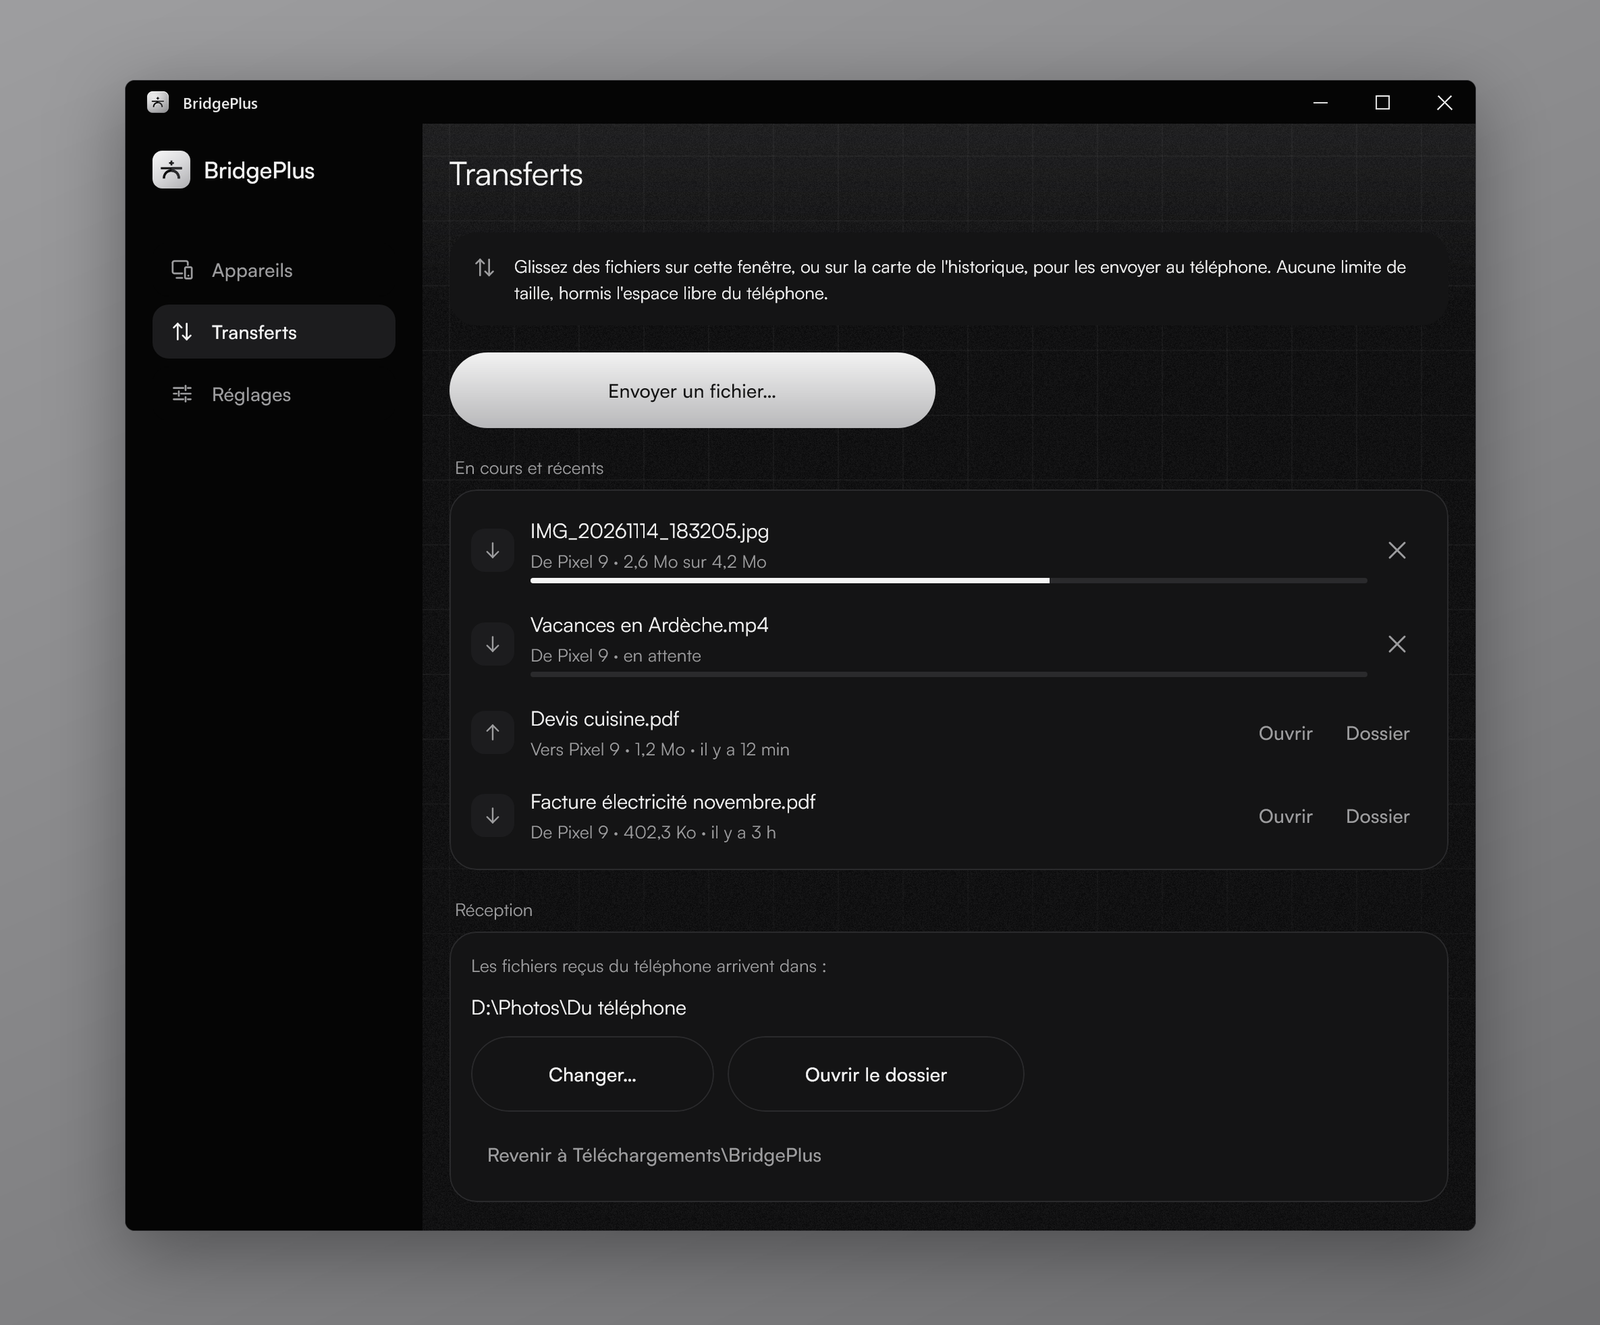 BridgePlus
BridgePlus
Appareils
Transferts
Réglages
Transferts
Glissez des fichiers sur cette fenêtre, ou sur la carte de l'historique, pour les envoyer au téléphone. Aucune limite de
taille, hormis l'espace libre du téléphone.
Envoyer un fichier...
En cours et récents
IMG_20261114_183205.jpg
De Pixel 9 • 2,6 Mo sur 4,2 Mo
Vacances en Ardèche.mp4
De Pixel 9 • en attente
Devis cuisine.pdf
Vers Pixel 9 • 1,2 Mo • il y a 12 min
Ouvrir Dossier
Facture électricité novembre.pdf
De Pixel 9 • 402,3 Ko • il y a 3 h
Ouvrir Dossier
Réception
Les fichiers reçus du téléphone arrivent dans :
D:\Photos\Du téléphone
Changer...
Ouvrir le dossier
Revenir à Téléchargements\BridgePlus